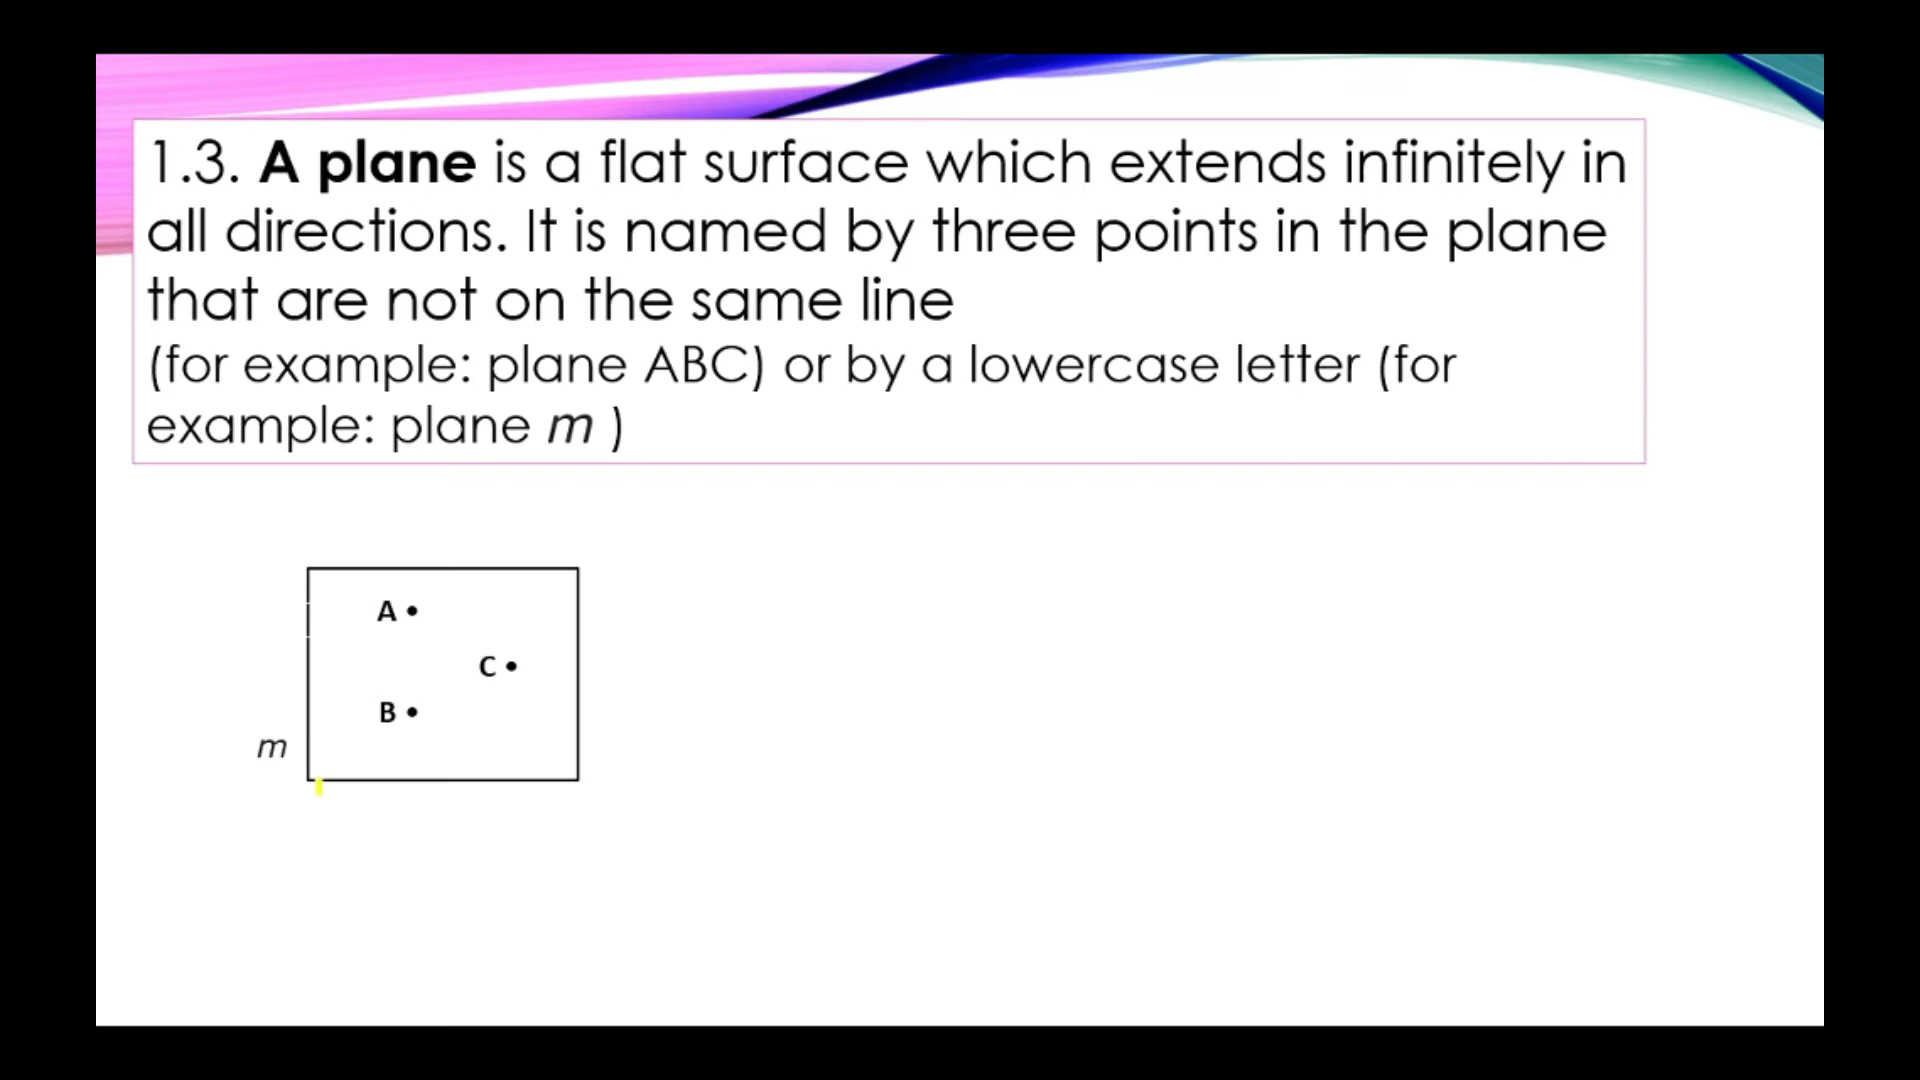 1.3. A plane is a flat surface which extends infinitely in
all directions. It is named by three points in the plane
that are not on the same line
(for example: plane ABC) or by a lowercase letter (for
example: plane m )
A
C
B
m